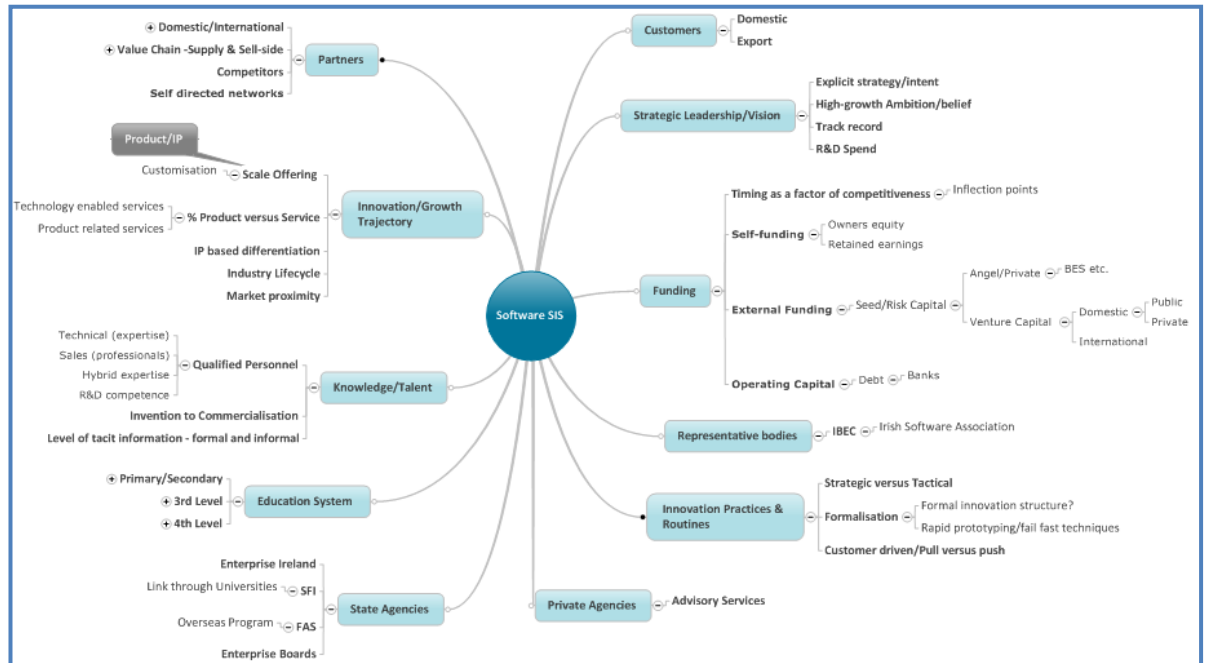 Software SIS
Partners
Domestic/International
Value Chain -Supply & Sell-side
Competitors
Self directed networks
Innovation/Growth
Trajectory
Product/IP
Scale Offering
Customisation
% Product versus Service
Technology enabled services
Product related services
IP based differentiation
Industry Lifecycle
Market proximity
Knowledge/Talent
Qualified Personnel
Technical (expertise)
Sales (professionals)
Hybrid expertise
R&D competence
Invention to Commercialisation
Level of tacit information - formal and informal
Education System
Primary/Secondary
3rd Level
4th Level
State Agencies
Enterprise Ireland
SFI
Link through Universities
FAS
Overseas Program
Enterprise Boards
Customers
Domestic
Export
Strategic Leadership/Vision
Explicit strategy/intent
High-growth Ambition/belief
Track record
R&D Spend
Funding
Timing as a factor of competitiveness
Inflection points
Self-funding
Owners equity
Retained earnings
External Funding
Seed/Risk Capital
Angel/Private
BES etc.
Venture Capital
Domestic
Public
Private
International
Operating Capital
Debt
Banks
Representative bodies
IBEC
Irish Software Association
Innovation Practices &
Routines
Strategic versus Tactical
Formalisation
Formal innovation structure?
Rapid prototyping/fail fast techniques
Customer driven/Pull versus push
Private Agencies
Advisory Services